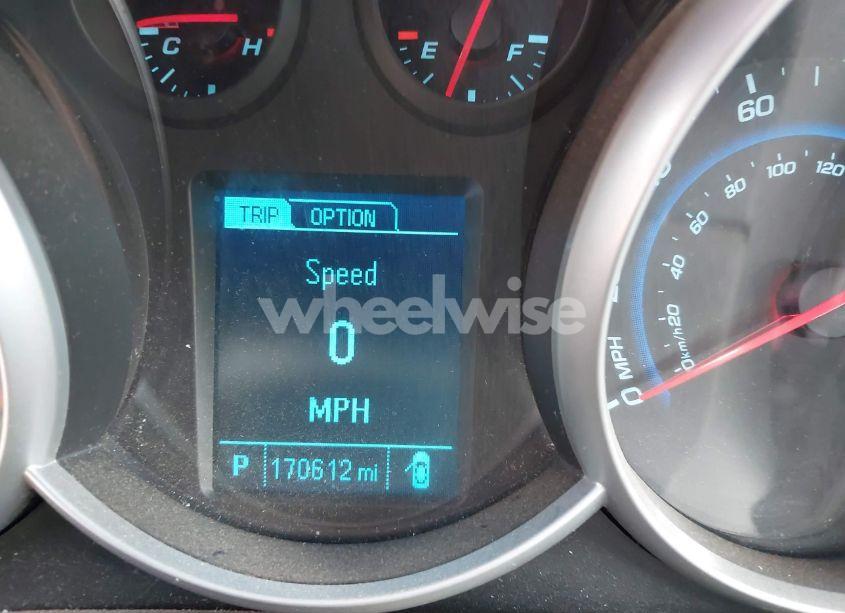 C H
E F
TRIP OPTION
Speed
0
MPH
P 170612 mi
wheelwise
60
20 40 60 80 100 120
0 km/h
0 MPH